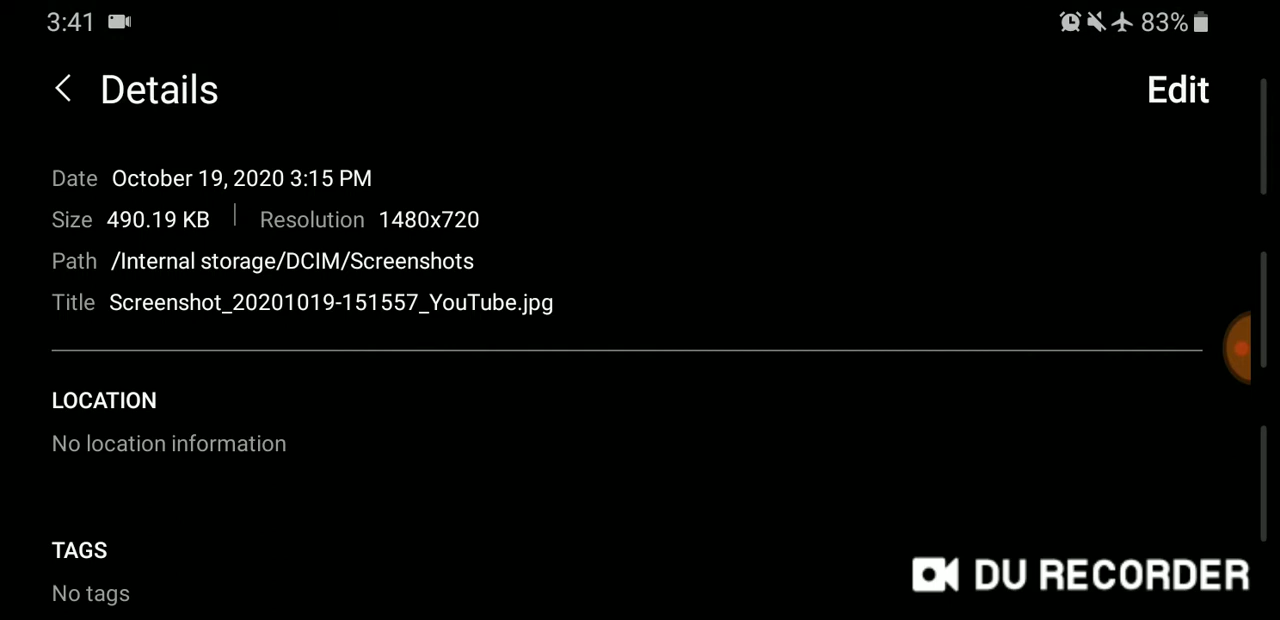 3:41 83%
Details Edit
Date October 19, 2020 3:15 PM
Size 490.19 KB Resolution 1480x720
Path /Internal storage/DCIM/Screenshots
Title Screenshot_20201019-151557_YouTube.jpg
LOCATION
No location information
TAGS
No tags
DU RECORDER